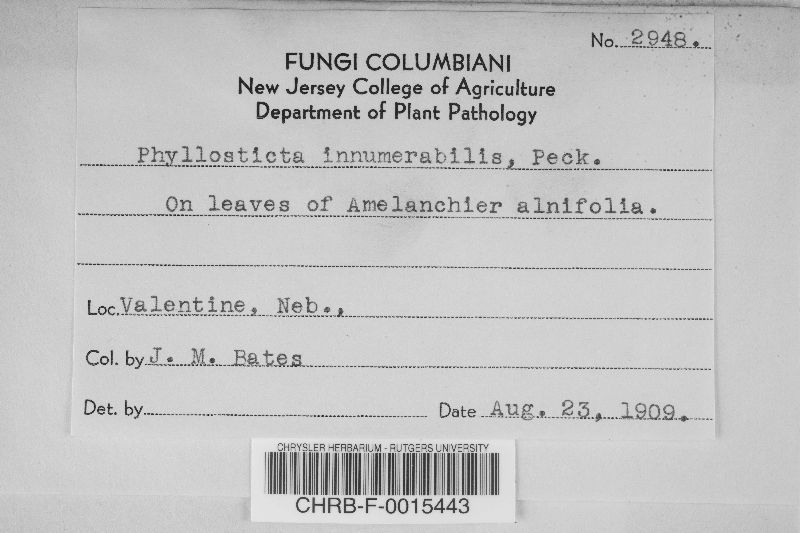 No. 2948.
FUNGI COLUMBIANI
New Jersey College of Agriculture
Department of Plant Pathology
Phyllosticta innumerabilis, Peck.
On leaves of Amelanchier alnifolia.
Loc. Valentine, Neb.,
Col. by J. M. Bates
Det. by
Date Aug. 23, 1909.
CHRYSLER HERBARIUM - RUTGERS UNIVERSITY
CHRB-F-0015443